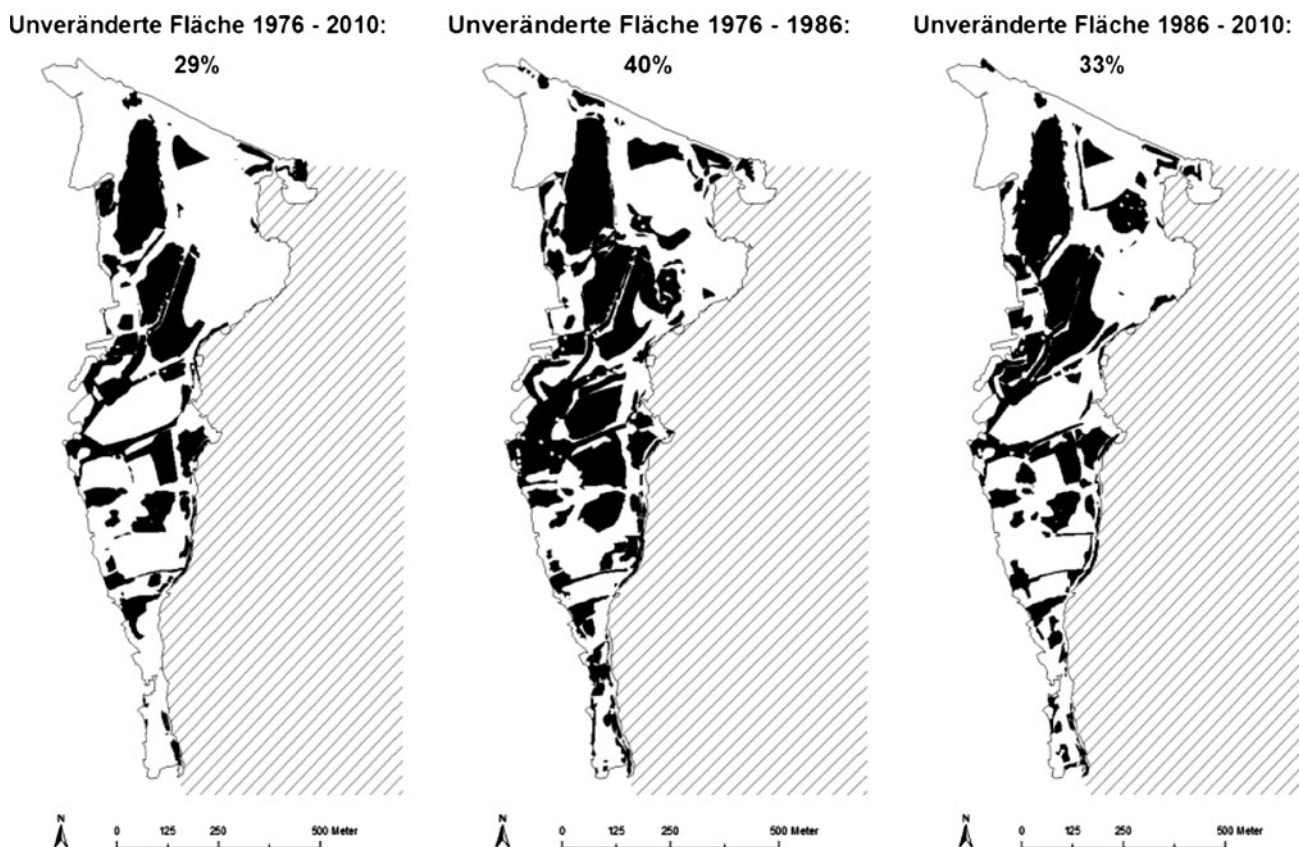 Unveränderte Fläche 1976 - 2010:
29%
Unveränderte Fläche 1976 - 1986:
40%
Unveränderte Fläche 1986 - 2010:
33%
N
0 125 250 500 Meter
N
0 125 250 500 Meter
N
0 125 250 500 Meter